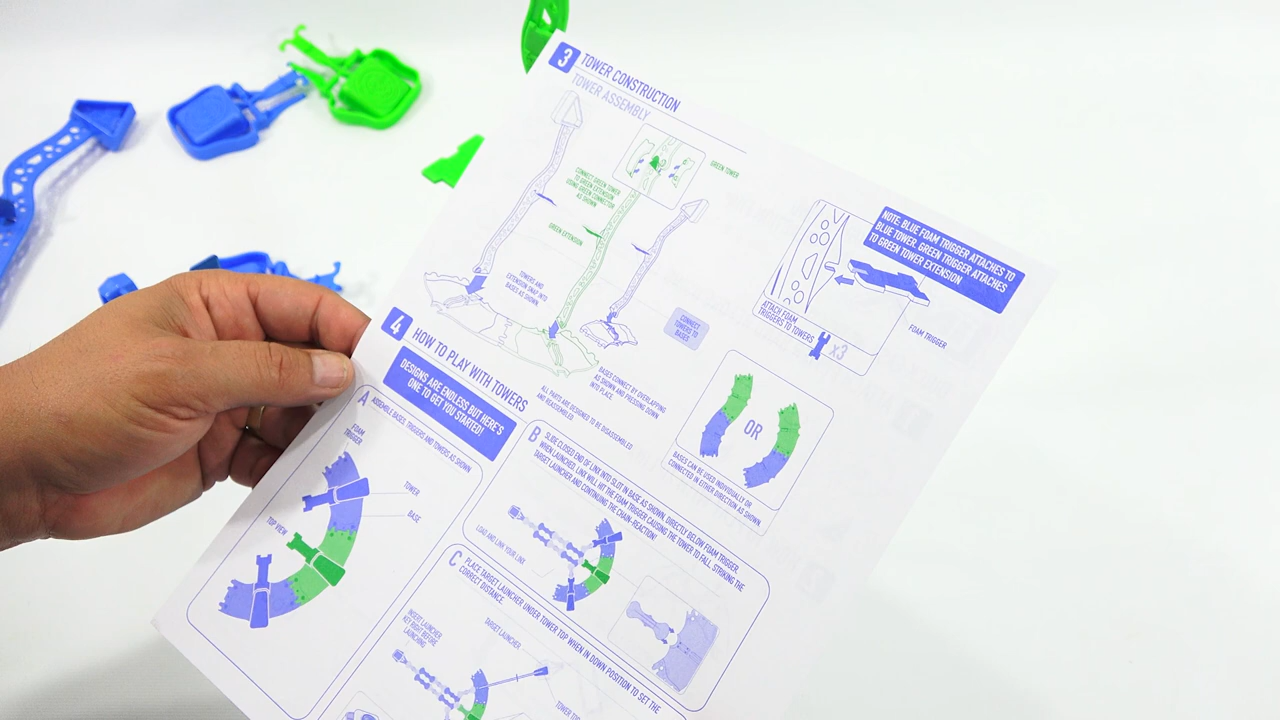 3 TOWER CONSTRUCTION
TOWER ASSEMBLY
CONNECT GREEN TOWER
TO GREEN EXTENSION
USING GREEN CONNECTOR
AS SHOWN
GREEN TOWER
GREEN EXTENSION
TOWERS AND
EXTENSION SNAP INTO
BASES AS SHOWN
CONNECT
TOWERS TO
BASES
NOTE: BLUE FOAM TRIGGER ATTACHES TO
BLUE TOWER. GREEN TRIGGER ATTACHES
TO GREEN TOWER EXTENSION
ATTACH FOAM
TRIGGERS TO TOWERS
x3
FOAM TRIGGER
BASES CONNECT BY OVERLAPPING
AS SHOWN AND PRESSING DOWN
INTO PLACE.
ALL PARTS ARE DESIGNED TO BE DISASSEMBLED
AND REASSEMBLED
OR
BASES CAN BE USED INDIVIDUALLY OR
CONNECTED IN EITHER DIRECTION AS SHOWN
4 HOW TO PLAY WITH TOWERS
DESIGNS ARE ENDLESS BUT HERE'S
ONE TO GET YOU STARTED!
A ASSEMBLE BASES, TRIGGERS AND TOWERS AS SHOWN
FOAM
TRIGGER
TOWER
BASE
TOP VIEW
B SLIDE CLOSED END OF LINX INTO SLOT IN BASE AS SHOWN, DIRECTLY BELOW FOAM TRIGGER.
WHEN LAUNCHED, LINX WILL HIT THE FOAM TRIGGER CAUSING THE TOWER TO FALL, STRIKING THE
TARGET LAUNCHER AND CONTINUING THE CHAIN-REACTION!
LOAD AND LINK YOUR LINX
C PLACE TARGET LAUNCHER UNDER TOWER TOP WHEN IN DOWN POSITION TO SET THE
CORRECT DISTANCE.
INSERT LAUNCHER
KEY RIGHT BEFORE
LAUNCHING
TARGET LAUNCHER